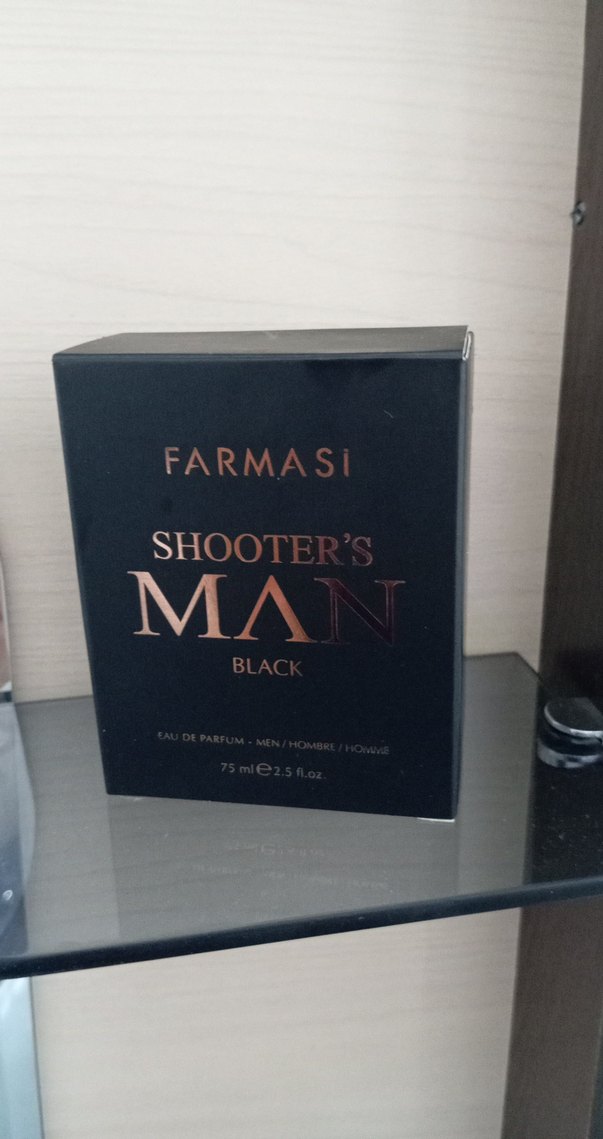 FARMASi
SHOOTER'S
MAN
BLACK
EAU DE PARFUM - MEN / HOMBRE / HOMME
75 ml e 2.5 fl.oz.